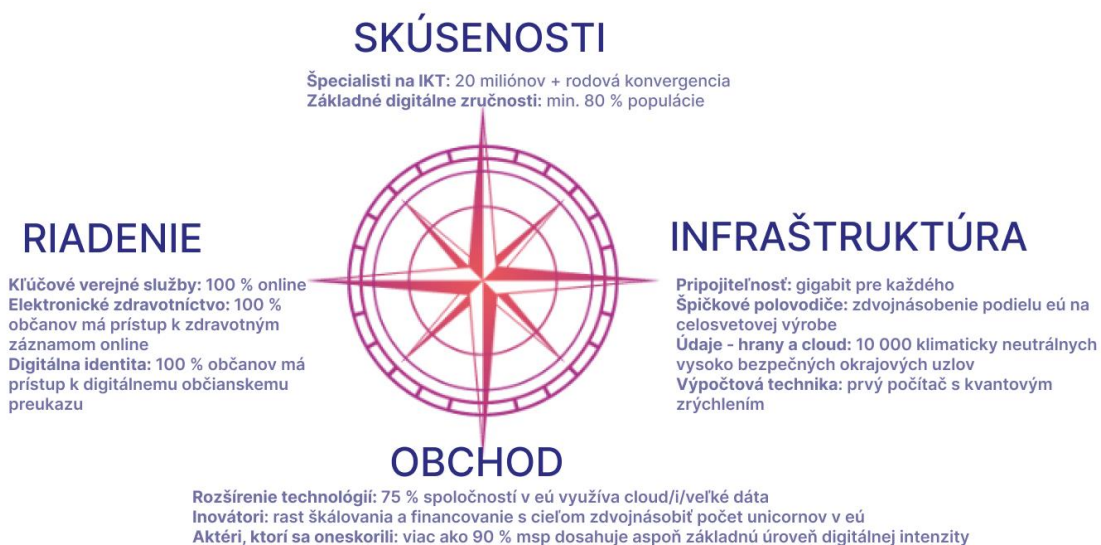 SKÚSENOSTI
Špecialisti na IKT: 20 miliónov + rodová konvergencia
Základné digitálne zručnosti: min. 80 % populácie
RIADENIE
Kľúčové verejné služby: 100 % online
Elektronické zdravotníctvo: 100 %
občanov má prístup k zdravotným
záznamom online
Digitálna identita: 100 % občanov má
prístup k digitálnemu občianskemu
preukazu
INFRAŠTRUKTÚRA
Pripojiteľnosť: gigabit pre každého
Špičkové polovodiče: zdvojnásobenie podielu eú na
celosvetovej výrobe
Údaje - hrany a cloud: 10 000 klimaticky neutrálnych
vysoko bezpečných okrajových uzlov
Výpočtová technika: prvý počítač s kvantovým
zrýchlením
OBCHOD
Rozšírenie technológií: 75 % spoločností v eú využíva cloud/i/veľké dáta
Inovátori: rast škálovania a financovanie s cieľom zdvojnásobiť počet unicornov v eú
Aktéri, ktorí sa oneskorili: viac ako 90 % msp dosahuje aspoň základnú úroveň digitálnej intenzity